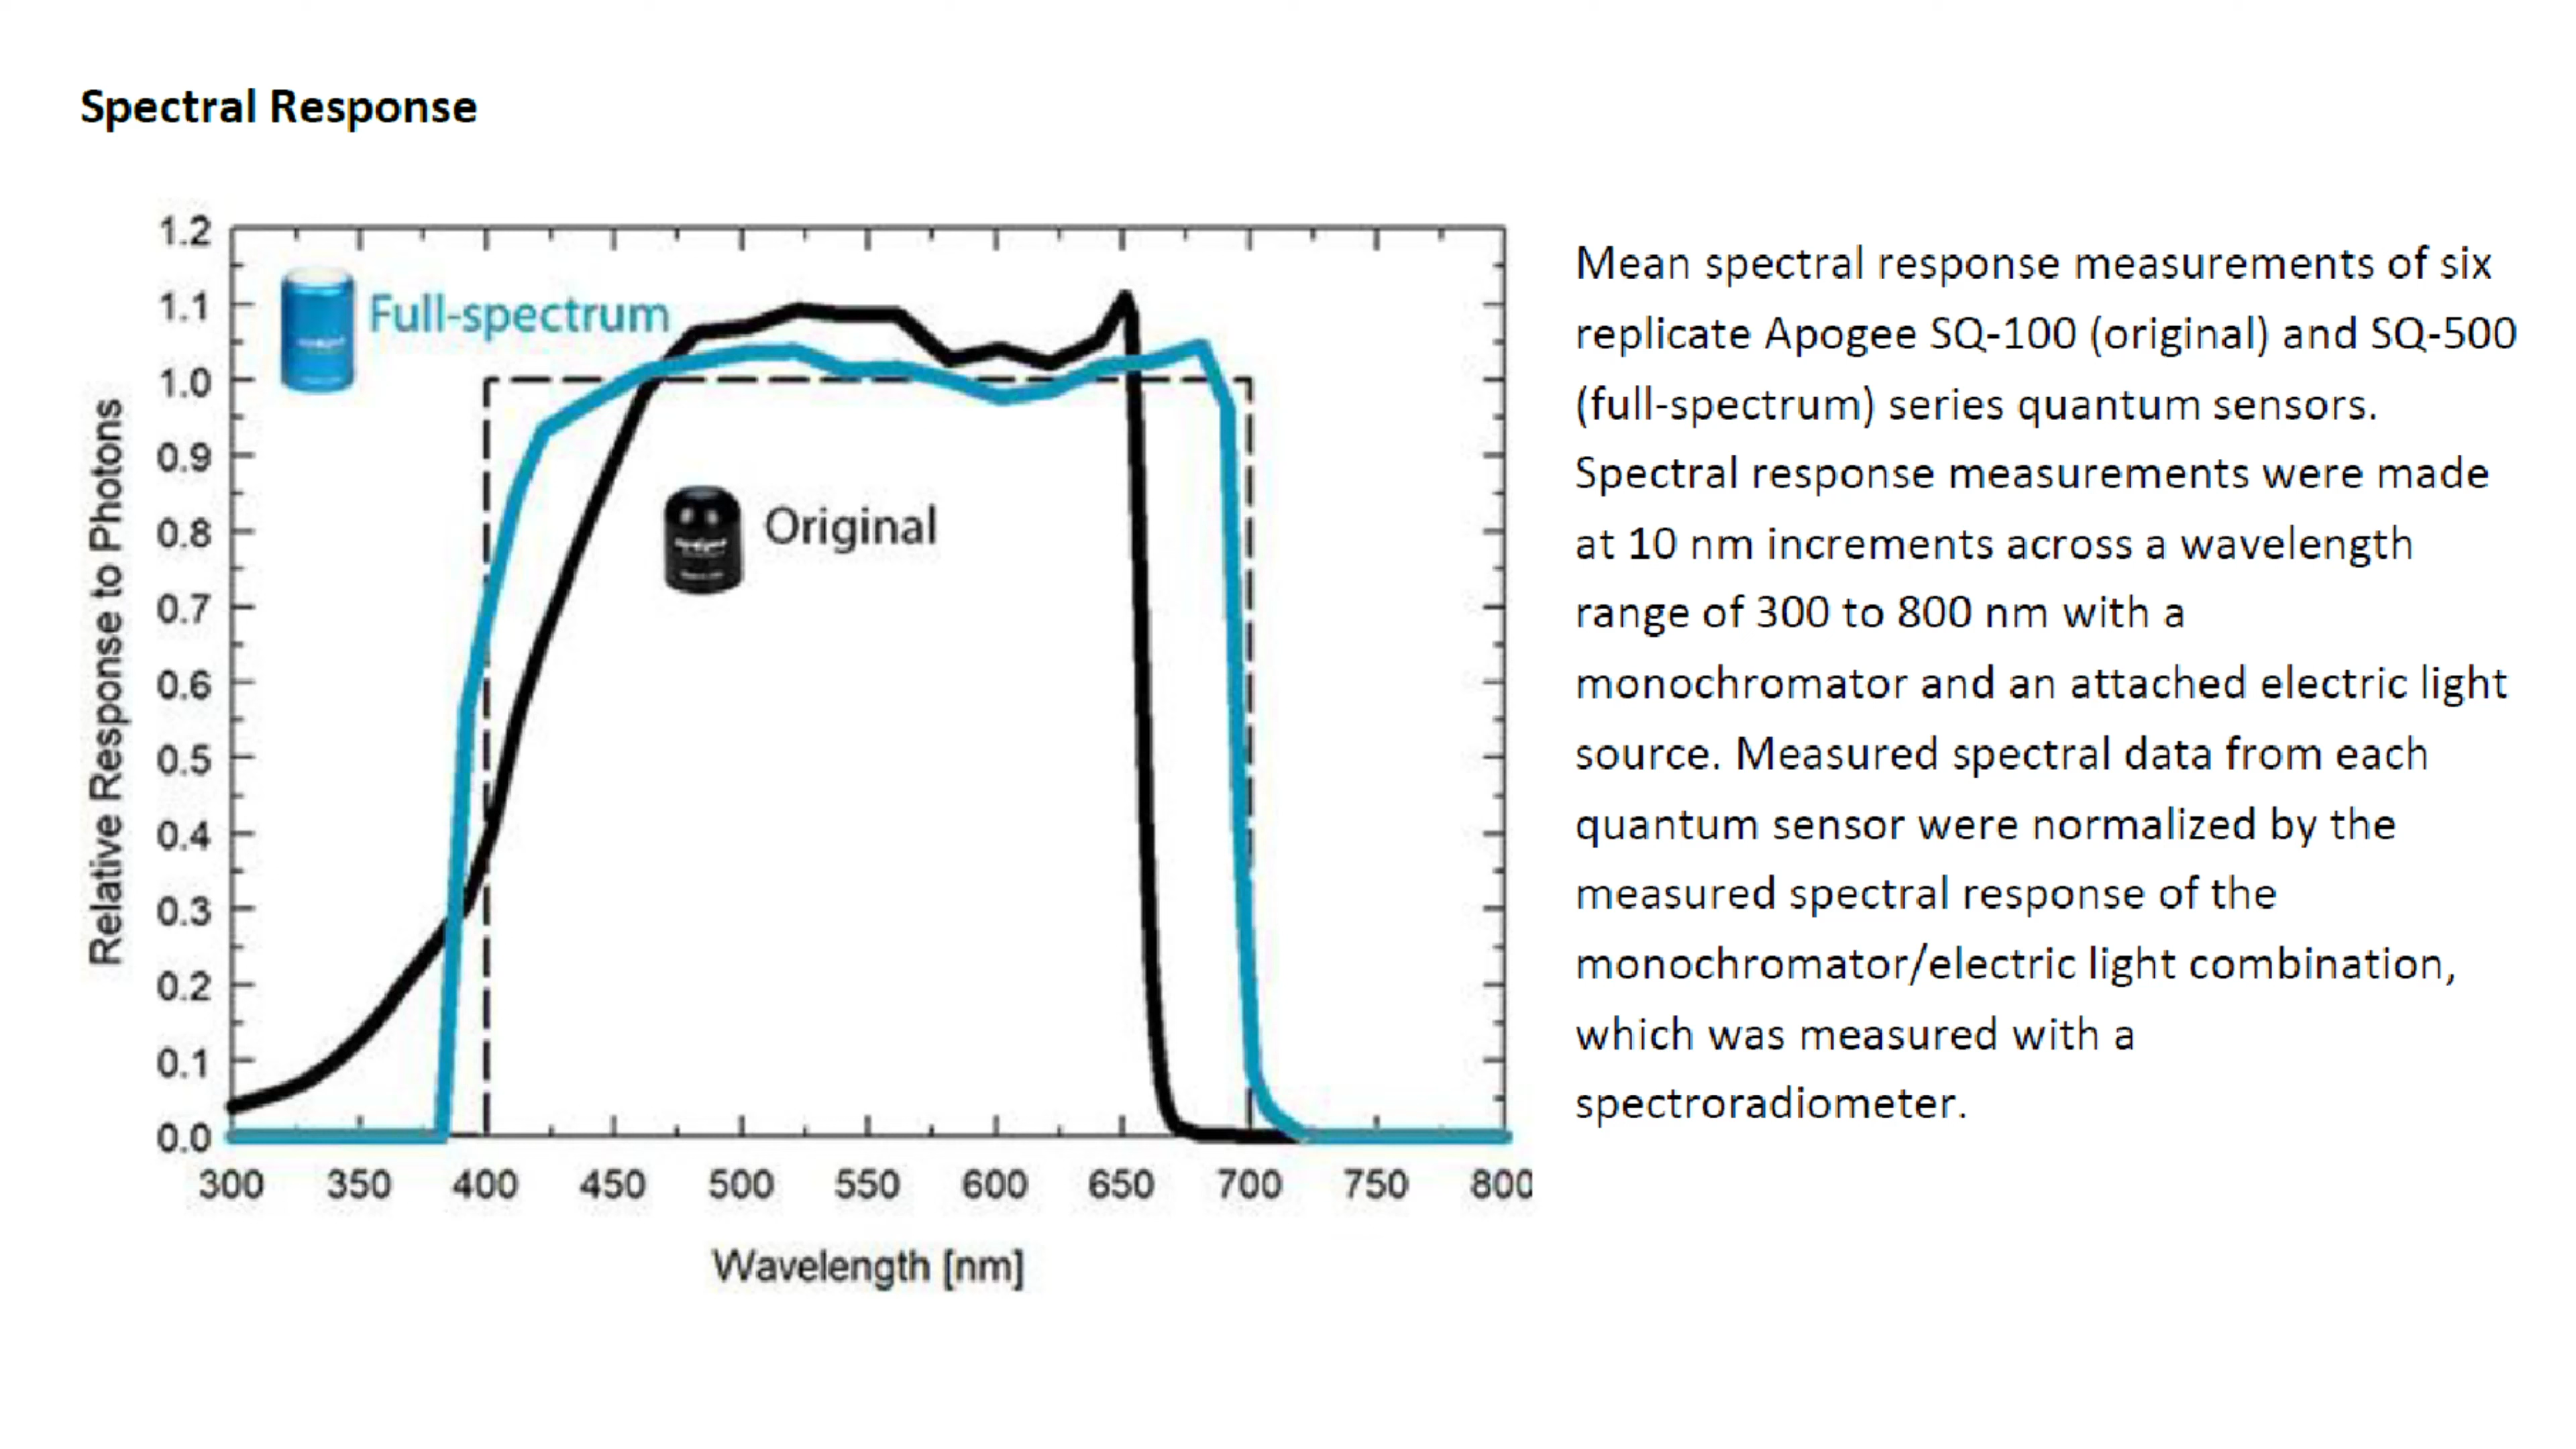 Spectral Response
1.2
1.1
1.0
0.9
0.8
0.7
0.6
0.5
0.4
0.3
0.2
0.1
0.0
Relative Response to Photons
Full-spectrum
Original
300 350 400 450 500 550 600 650 700 750 800
Wavelength [nm]
Mean spectral response measurements of six
replicate Apogee SQ-100 (original) and SQ-500
(full-spectrum) series quantum sensors.
Spectral response measurements were made
at 10 nm increments across a wavelength
range of 300 to 800 nm with a
monochromator and an attached electric light
source. Measured spectral data from each
quantum sensor were normalized by the
measured spectral response of the
monochromator/electric light combination,
which was measured with a
spectroradiometer.